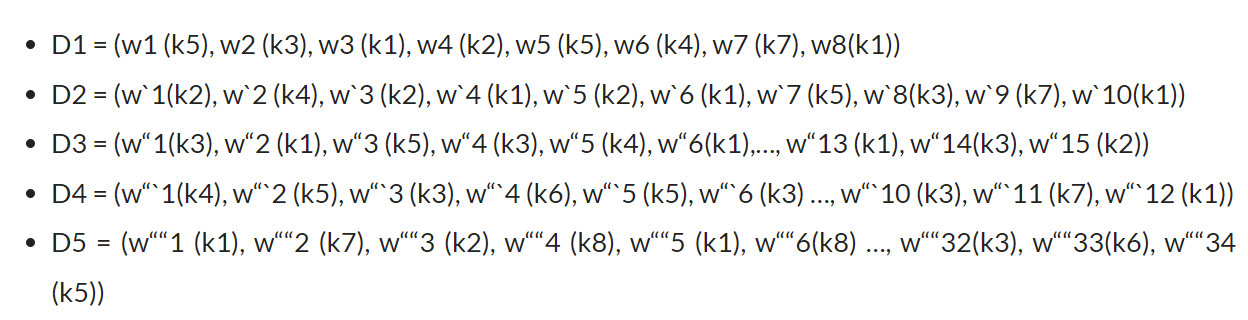 • D1 = (w1 (k5), w2 (k3), w3 (k1), w4 (k2), w5 (k5), w6 (k4), w7 (k7), w8(k1))
• D2 = (w`1(k2), w`2 (k4), w`3 (k2), w`4 (k1), w`5 (k2), w`6 (k1), w`7 (k5), w`8(k3), w`9 (k7), w`10(k1))
• D3 = (w“1(k3), w“2 (k1), w“3 (k5), w“4 (k3), w“5 (k4), w“6(k1),…, w“13 (k1), w“14(k3), w“15 (k2))
• D4 = (w“`1(k4), w“`2 (k5), w“`3 (k3), w“`4 (k6), w“`5 (k5), w“`6 (k3) …, w“`10 (k3), w“`11 (k7), w“`12 (k1))
• D5 = (w““1 (k1), w““2 (k7), w““3 (k2), w““4 (k8), w““5 (k1), w““6(k8) …, w““32(k3), w““33(k6), w““34
(k5))